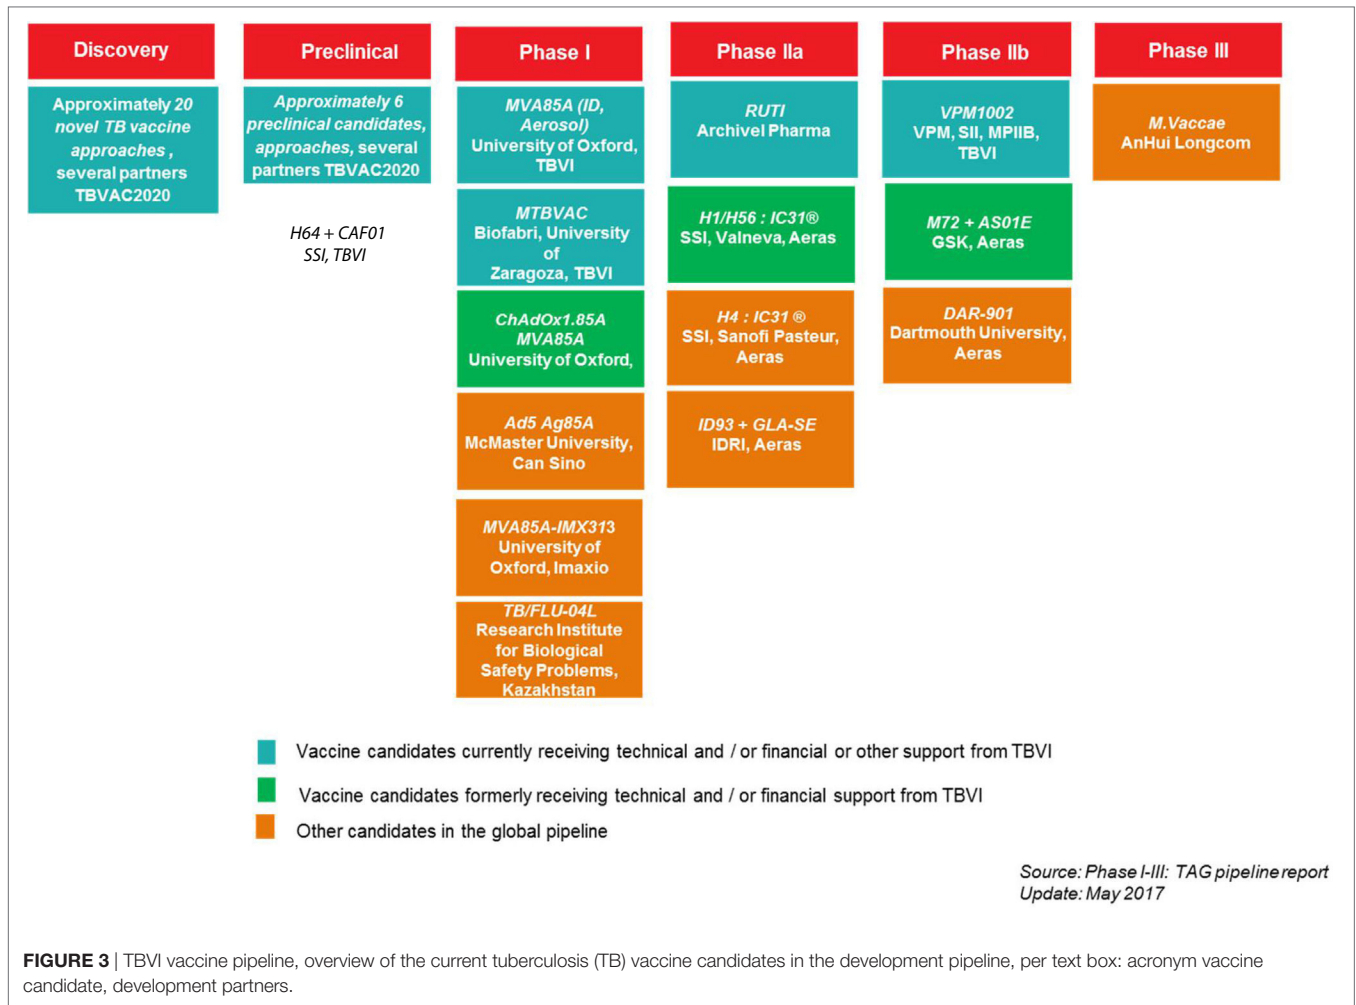 Discovery
Approximately 20
novel TB vaccine
approaches ,
several partners
TBVAC2020
Preclinical
Approximately 6
preclinical candidates,
approaches, several
partners TBVAC2020
H64 + CAF01
SSI, TBVI
Phase I
MVA85A (ID,
Aerosol)
University of Oxford,
TBVI
MTBVAC
Biofabri, University
of
Zaragoza, TBVI
ChAdOx1.85A
MVA85A
University of Oxford,
Ad5 Ag85A
McMaster University,
Can Sino
MVA85A-IMX313
University of
Oxford, Imaxio
TB/FLU-04L
Research Institute
for Biological
Safety Problems,
Kazakhstan
Phase IIa
RUTI
Archivel Pharma
H1/H56 : IC31®
SSI, Valneva, Aeras
H4 : IC31 ®
SSI, Sanofi Pasteur,
Aeras
ID93 + GLA-SE
IDRI, Aeras
Phase IIb
VPM1002
VPM, SII, MPIIB,
TBVI
M72 + AS01E
GSK, Aeras
DAR-901
Dartmouth University,
Aeras
Phase III
M.Vaccae
AnHui Longcom
Vaccine candidates currently receiving technical and / or financial or other support from TBVI
Vaccine candidates formerly receiving technical and / or financial support from TBVI
Other candidates in the global pipeline
Source: Phase I-III: TAG pipeline report
Update: May 2017
FIGURE 3 | TBVI vaccine pipeline, overview of the current tuberculosis (TB) vaccine candidates in the development pipeline, per text box: acronym vaccine
candidate, development partners.